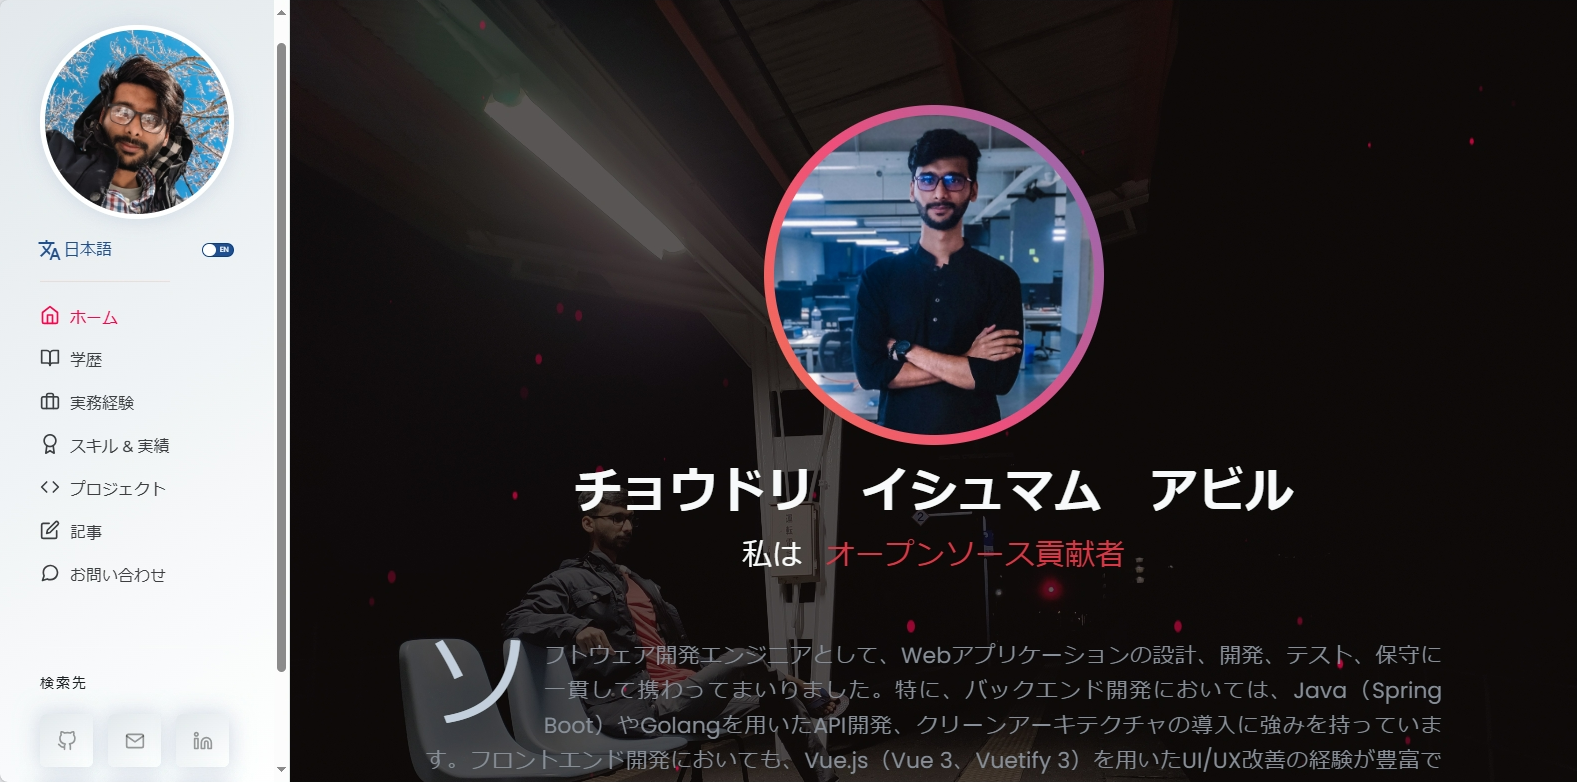 日本語
EN
ホーム
学歴
実務経験
スキル & 実績
プロジェクト
記事
お問い合わせ
検索先
チョウドリ　イシュマム　アビル
私は オープンソース貢献者
ソフトウェア開発エンジニアとして、Webアプリケーションの設計、開発、テスト、保守に
一貫して携わってまいりました。特に、バックエンド開発においては、Java（Spring
Boot）やGolangを用いたAPI開発、クリーンアーキテクチャの導入に強みを持っていま
す。フロントエンド開発においても、Vue.js（Vue 3、Vuetify 3）を用いたUI/UX改善の経験が豊富で